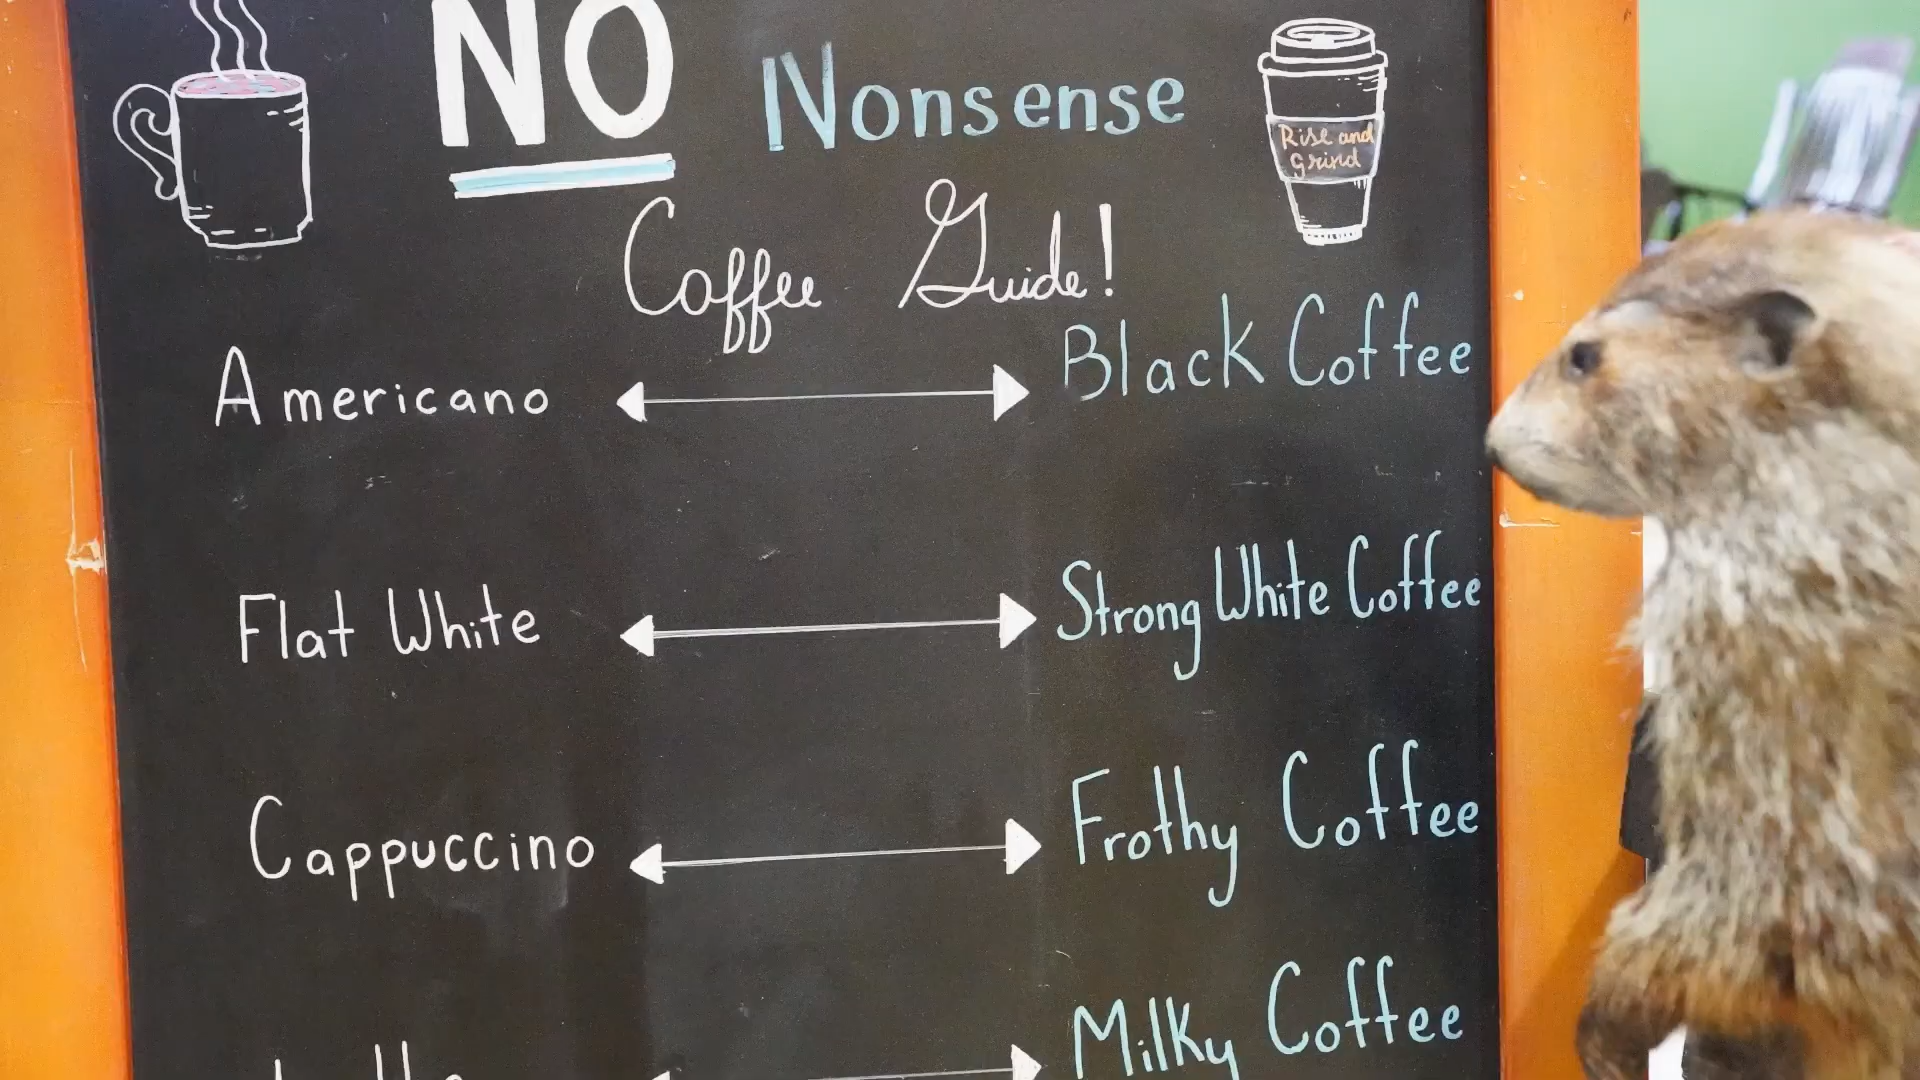 NO Nonsense
Rise and
grind
Coffee Guide!
Americano Black Coffee
Flat White Strong White Coffee
Cappuccino Frothy Coffee
Milky Coffee